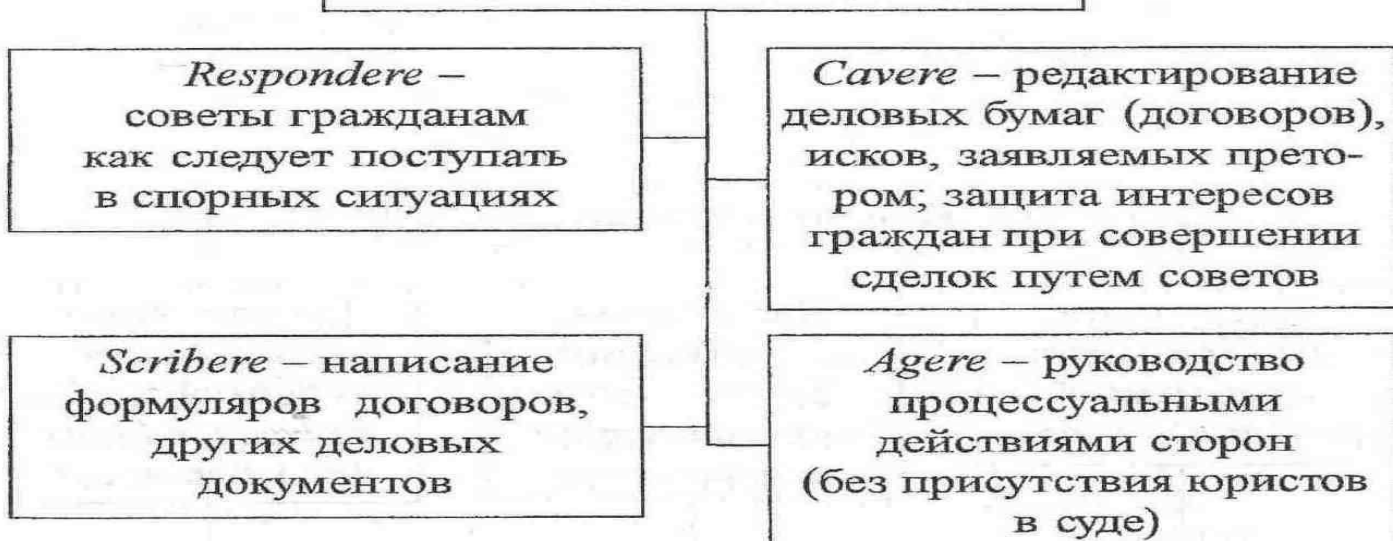 Respondere –
советы гражданам
как следует поступать
в спорных ситуациях
Cavere – редактирование
деловых бумаг (договоров),
исков, заявляемых прето-
ром; защита интересов
граждан при совершении
сделок путем советов
Scribere – написание
формуляров договоров,
других деловых
документов
Agere – руководство
процессуальными
действиями сторон
(без присутствия юристов
в суде)